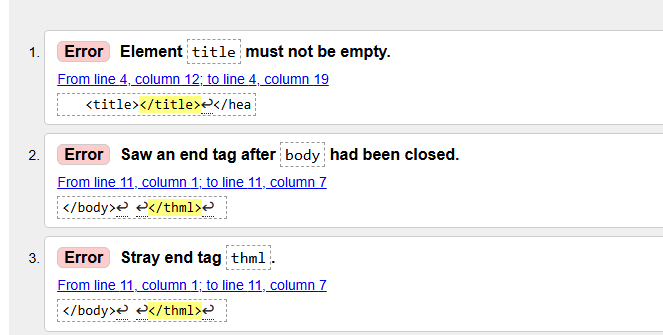 1. Error Element title must not be empty.
From line 4, column 12; to line 4, column 19
<title></title>↩</hea
2. Error Saw an end tag after body had been closed.
From line 11, column 1; to line 11, column 7
</body>↩ ↩</thml>↩
3. Error Stray end tag thml.
From line 11, column 1; to line 11, column 7
</body>↩ ↩</thml>↩